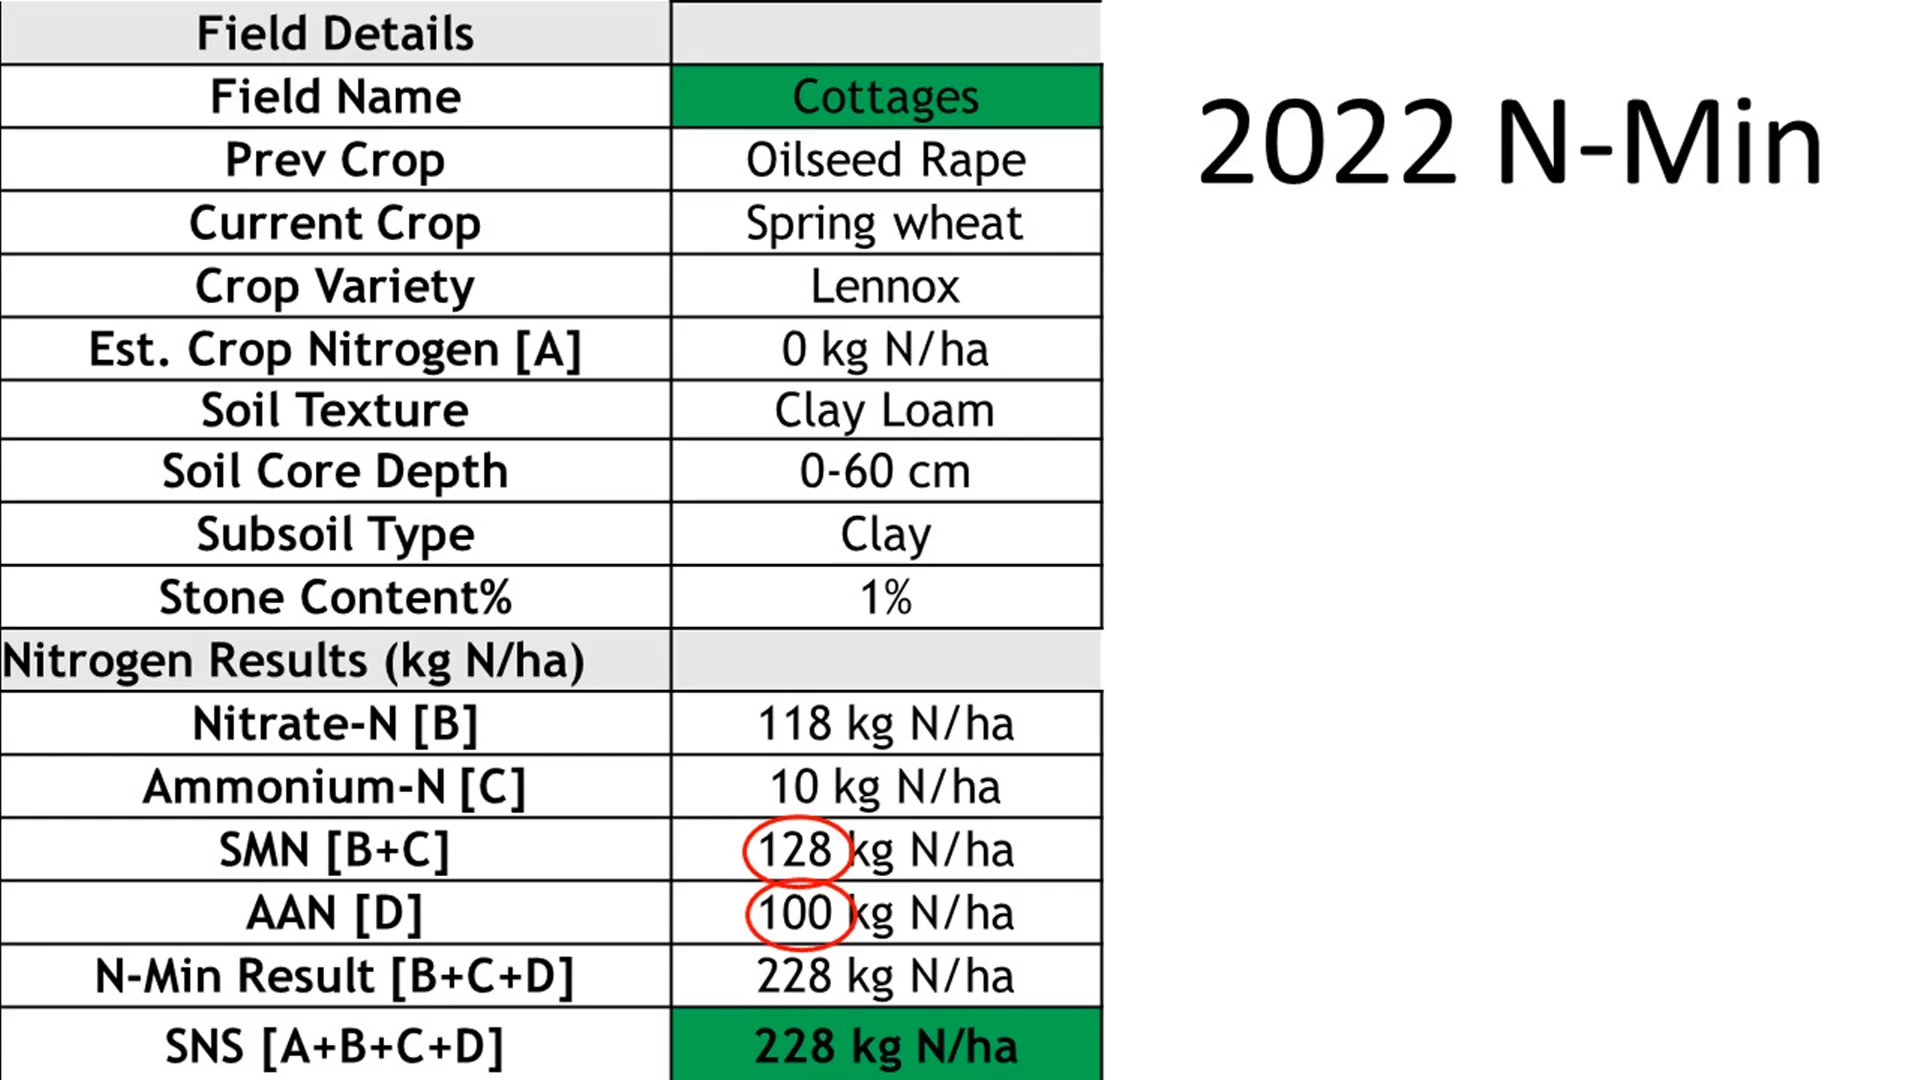 Field Details
Field Name Cottages
2022 N-Min
Prev Crop Oilseed Rape
Current Crop Spring wheat
Crop Variety Lennox
Est. Crop Nitrogen [A] 0 kg N/ha
Soil Texture Clay Loam
Soil Core Depth 0-60 cm
Subsoil Type Clay
Stone Content% 1%
Nitrogen Results (kg N/ha)
Nitrate-N [B] 118 kg N/ha
Ammonium-N [C] 10 kg N/ha
SMN [B+C] 128 kg N/ha
AAN [D] 100 kg N/ha
N-Min Result [B+C+D] 228 kg N/ha
SNS [A+B+C+D] 228 kg N/ha